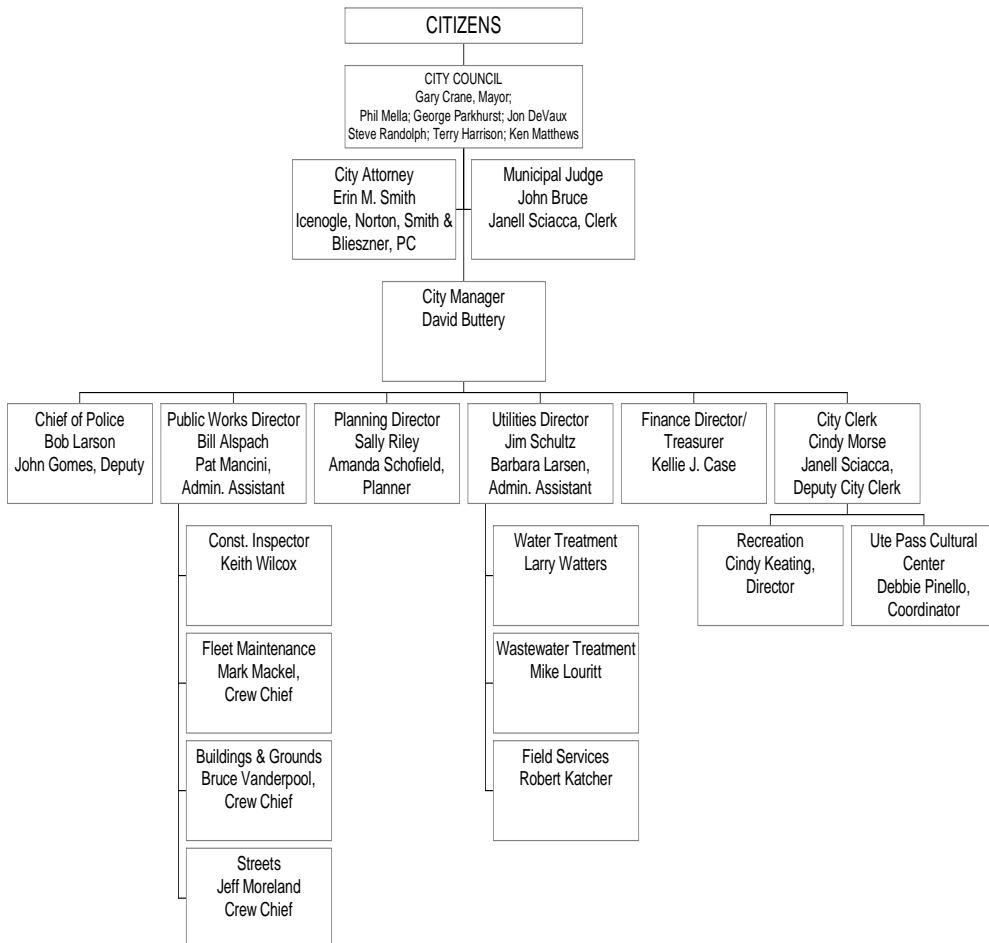 CITIZENS
CITY COUNCIL
Gary Crane, Mayor;
Phil Mella; George Parkhurst; Jon DeVaux
Steve Randolph; Terry Harrison; Ken Matthews
City Attorney
Erin M. Smith
Icenogle, Norton, Smith &
Blieszner, PC
Municipal Judge
John Bruce
Janell Sciacca, Clerk
City Manager
David Buttery
Chief of Police
Bob Larson
John Gomes, Deputy
Public Works Director
Bill Alspach
Pat Mancini,
Admin. Assistant
Planning Director
Sally Riley
Amanda Schofield,
Planner
Utilities Director
Jim Schultz
Barbara Larsen,
Admin. Assistant
Finance Director/
Treasurer
Kellie J. Case
City Clerk
Cindy Morse
Janell Sciacca,
Deputy City Clerk
Const. Inspector
Keith Wilcox
Fleet Maintenance
Mark Mackel,
Crew Chief
Buildings & Grounds
Bruce Vanderpool,
Crew Chief
Streets
Jeff Moreland
Crew Chief
Water Treatment
Larry Watters
Wastewater Treatment
Mike Louritt
Field Services
Robert Katcher
Recreation
Cindy Keating,
Director
Ute Pass Cultural
Center
Debbie Pinello,
Coordinator